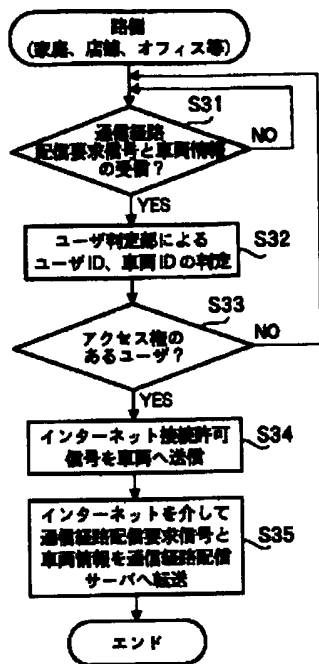 路側
(家庭、店舗、オフィス等)
S31
通信経路
配信要求信号と車両情報
の受信?
NO
YES
ユーザ判定部による
ユーザID、車両IDの判定
S32
S33
アクセス権の
あるユーザ?
NO
YES
インターネット接続許可
信号を車両へ送信
S34
インターネットを介して
通信経路配信要求信号と
車両情報を通信経路配信
サーバへ転送
S35
エンド